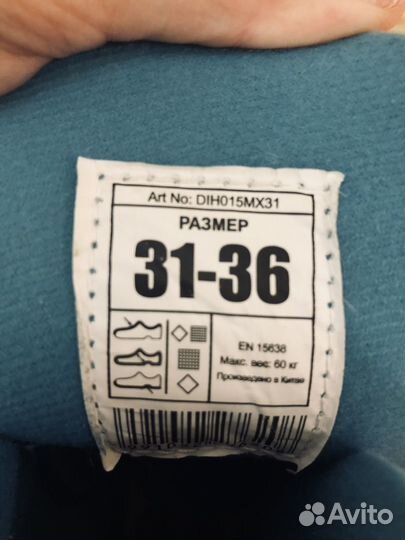 Art No: DIH015MX31
РАЗМЕР
31-36
EN 15638
Макс. вес: 60 кг
Произведено в Китае
Avito